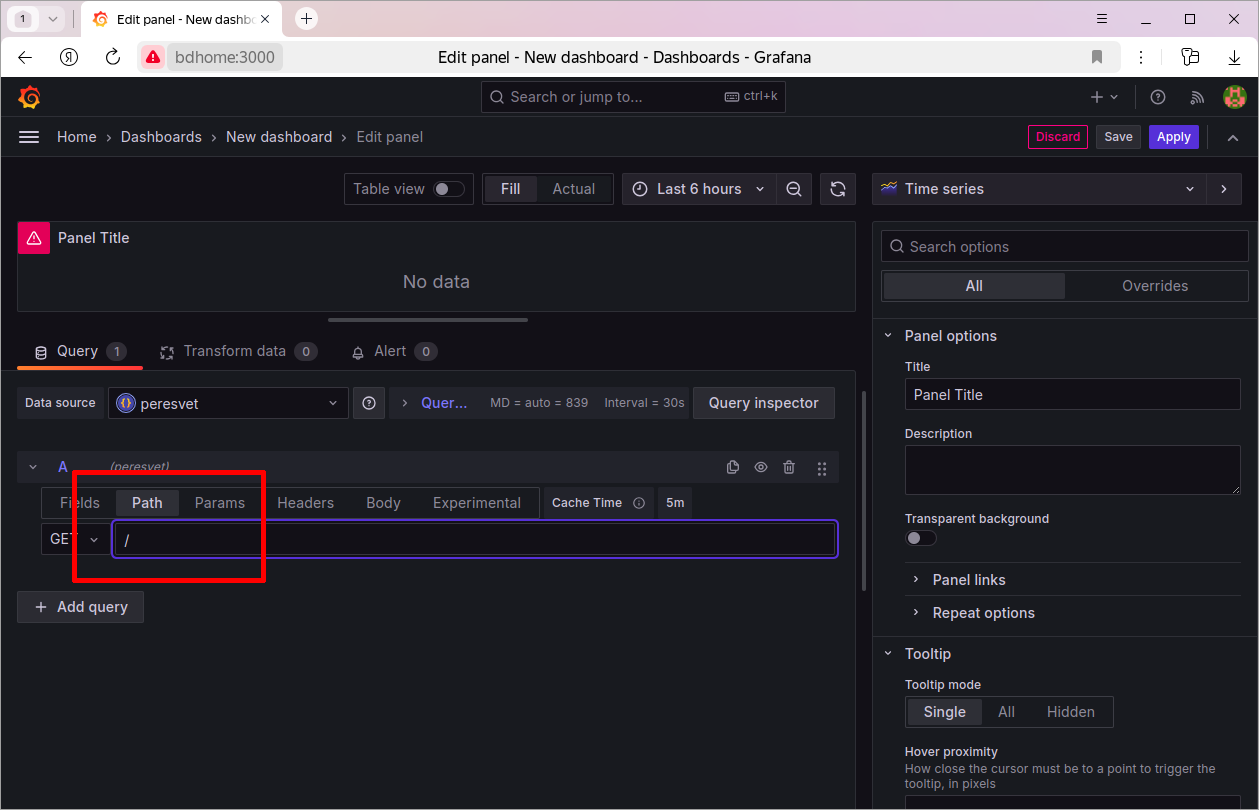 1
Edit panel - New dashbo
bdhome:3000
Edit panel - New dashboard - Dashboards - Grafana
Search or jump to... ctrl+k
Home › Dashboards › New dashboard › Edit panel
Discard Save Apply
Table view Fill Actual Last 6 hours
Time series
Panel Title
No data
Search options
All Overrides
Query 1 Transform data 0 Alert 0
Data source peresvet Quer... MD = auto = 839 Interval = 30s Query inspector
A (peresvet)
Fields Path Params Headers Body Experimental Cache Time 5m
GET /
+ Add query
Panel options
Title
Panel Title
Description
Transparent background
Panel links
Repeat options
Tooltip
Tooltip mode
Single All Hidden
Hover proximity
How close the cursor must be to a point to trigger the
tooltip, in pixels